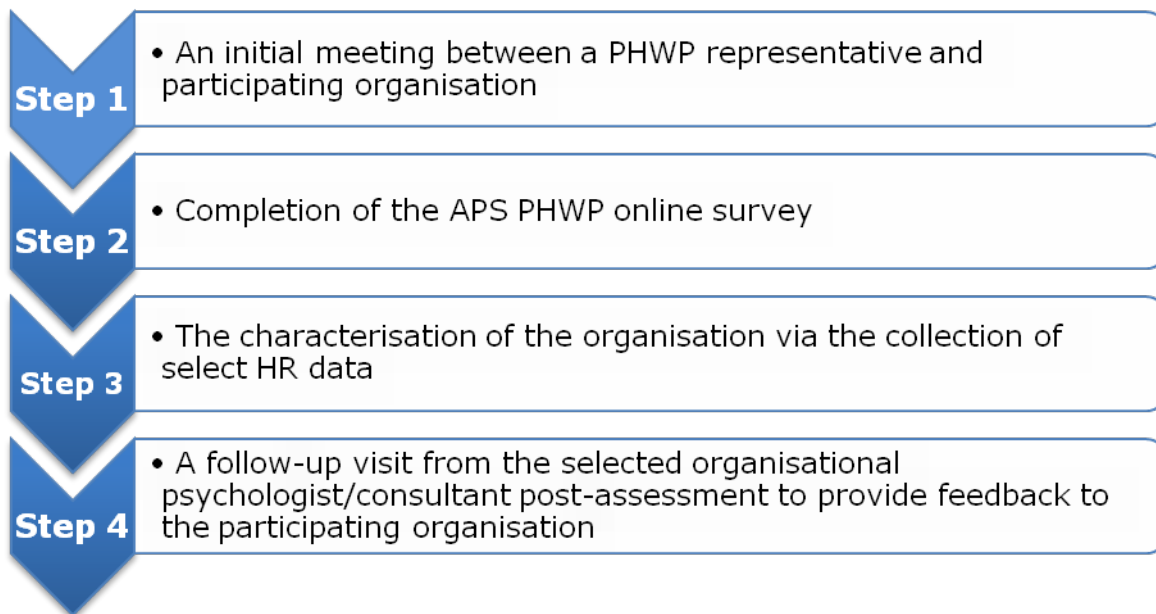 Step 1
• An initial meeting between a PHWP representative and
participating organisation
Step 2
• Completion of the APS PHWP online survey
Step 3
• The characterisation of the organisation via the collection of
select HR data
Step 4
• A follow-up visit from the selected organisational
psychologist/consultant post-assessment to provide feedback to
the participating organisation